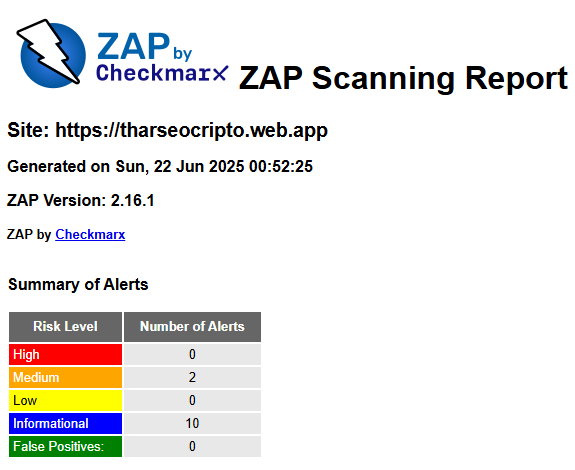 ZAP by
Checkmarx ZAP Scanning Report
Site: https://tharseocripto.web.app
Generated on Sun, 22 Jun 2025 00:52:25
ZAP Version: 2.16.1
ZAP by Checkmarx
Summary of Alerts
Risk Level Number of Alerts
High 0
Medium 2
Low 0
Informational 10
False Positives: 0